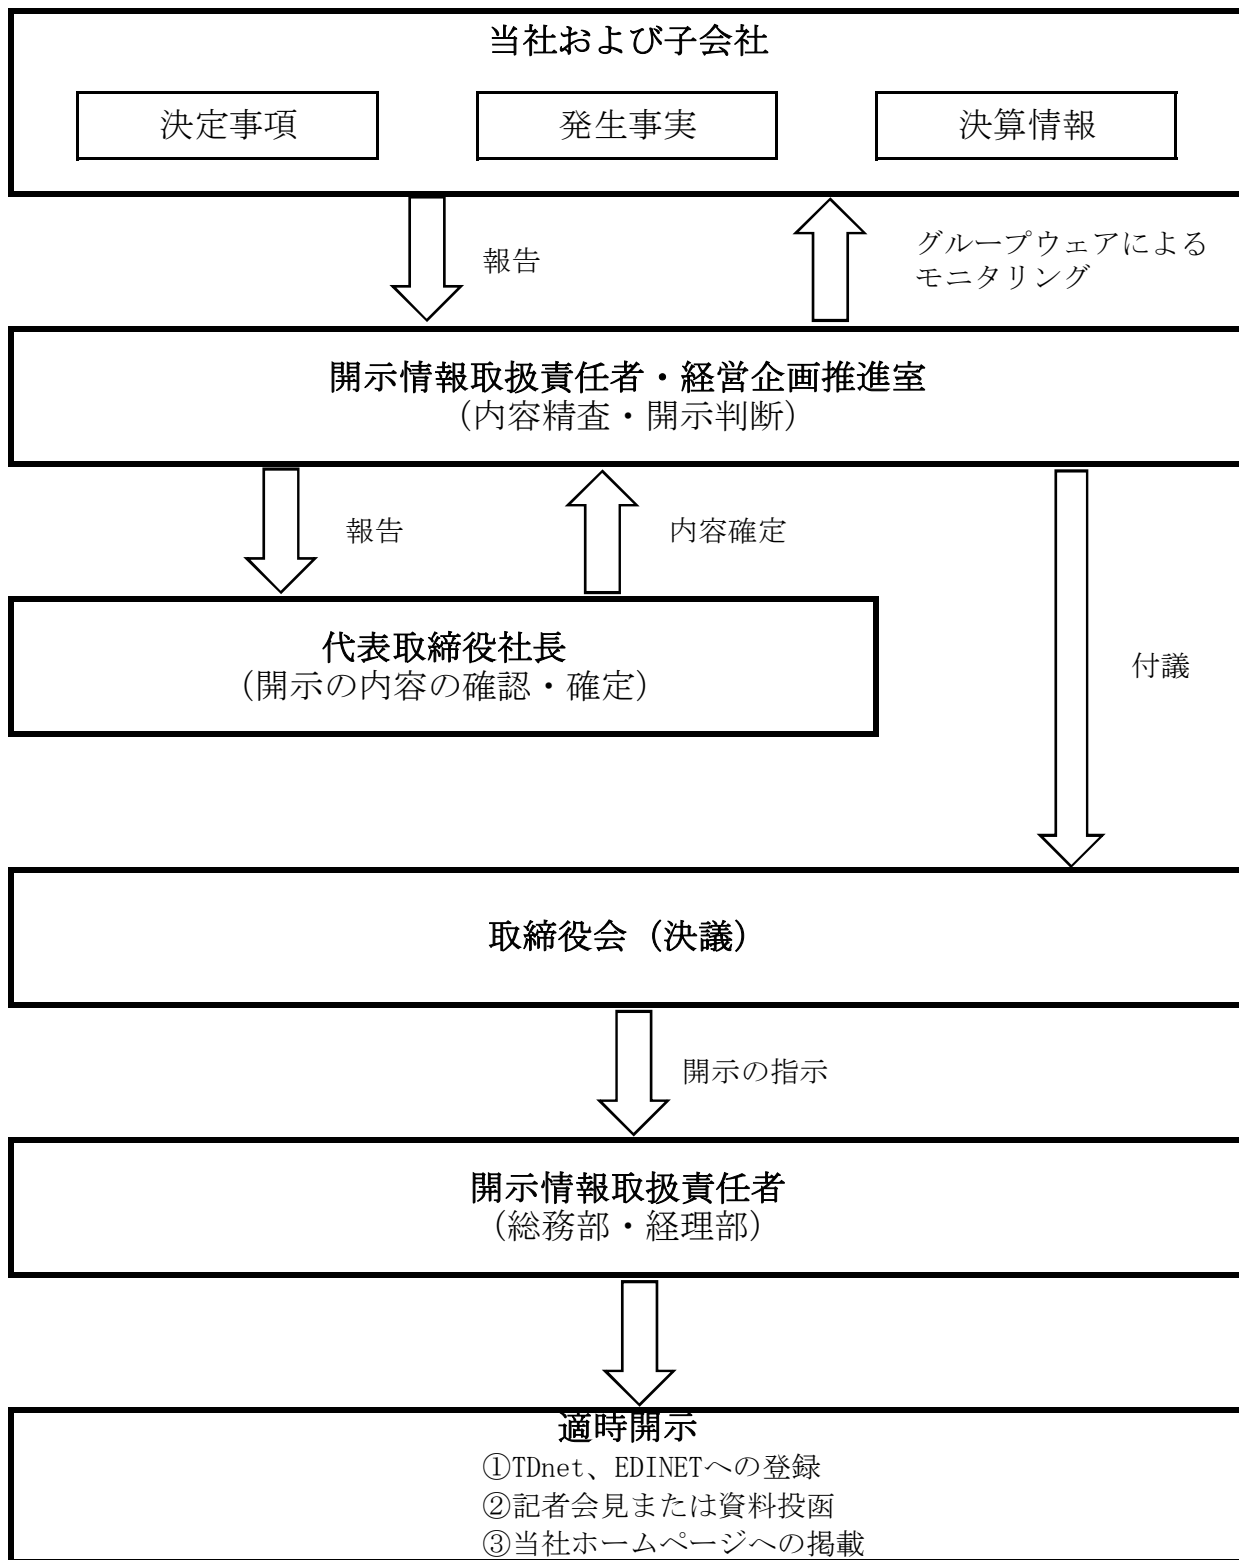 当社および子会社
決定事項
発生事実
決算情報
報告
グループウェアによる
モニタリング
開示情報取扱責任者・経営企画推進室
（内容精査・開示判断）
報告
内容確定
代表取締役社長
（開示の内容の確認・確定）
付議
取締役会（決議）
開示の指示
開示情報取扱責任者
（総務部・経理部）
適時開示
①TDnet、EDINETへの登録
②記者会見または資料投函
③当社ホームページへの掲載